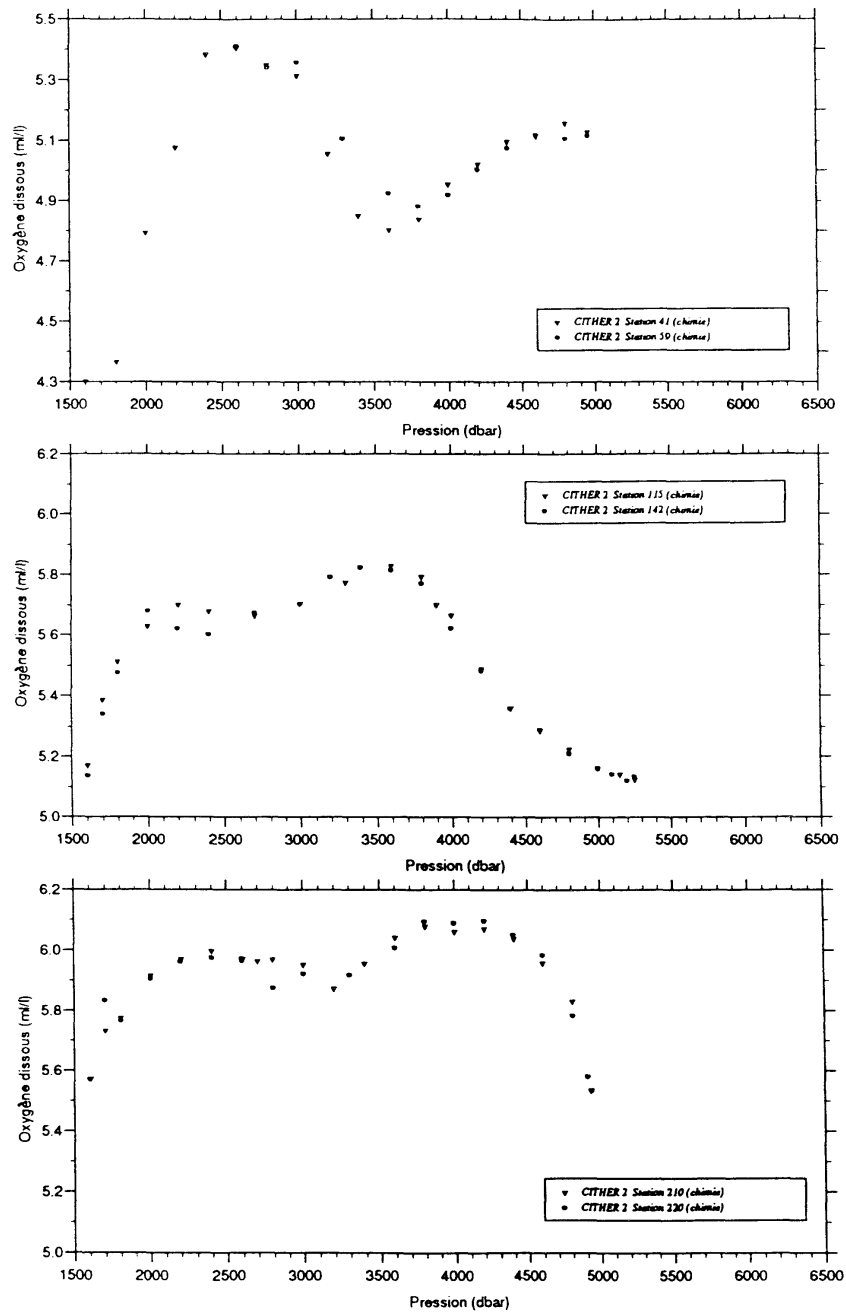 5.5
5.3
5.1
4.9
4.7
4.5
4.3
Oxygène dissous (ml/l)
CITHER 2 Station 41 (chimie)
CITHER 2 Station 59 (chimie)
1500 2000 2500 3000 3500 4000 4500 5000 5500 6000 6500
Pression (dbar)
6.2
6.0
5.8
5.6
5.4
5.2
5.0
Oxygène dissous (ml/l)
CITHER 2 Station 115 (chimie)
CITHER 2 Station 142 (chimie)
1500 2000 2500 3000 3500 4000 4500 5000 5500 6000 6500
Pression (dbar)
6.2
6.0
5.8
5.6
5.4
5.2
5.0
Oxygène dissous (ml/l)
CITHER 2 Station 210 (chimie)
CITHER 2 Station 220 (chimie)
1500 2000 2500 3000 3500 4000 4500 5000 5500 6000 6500
Pression (dbar)